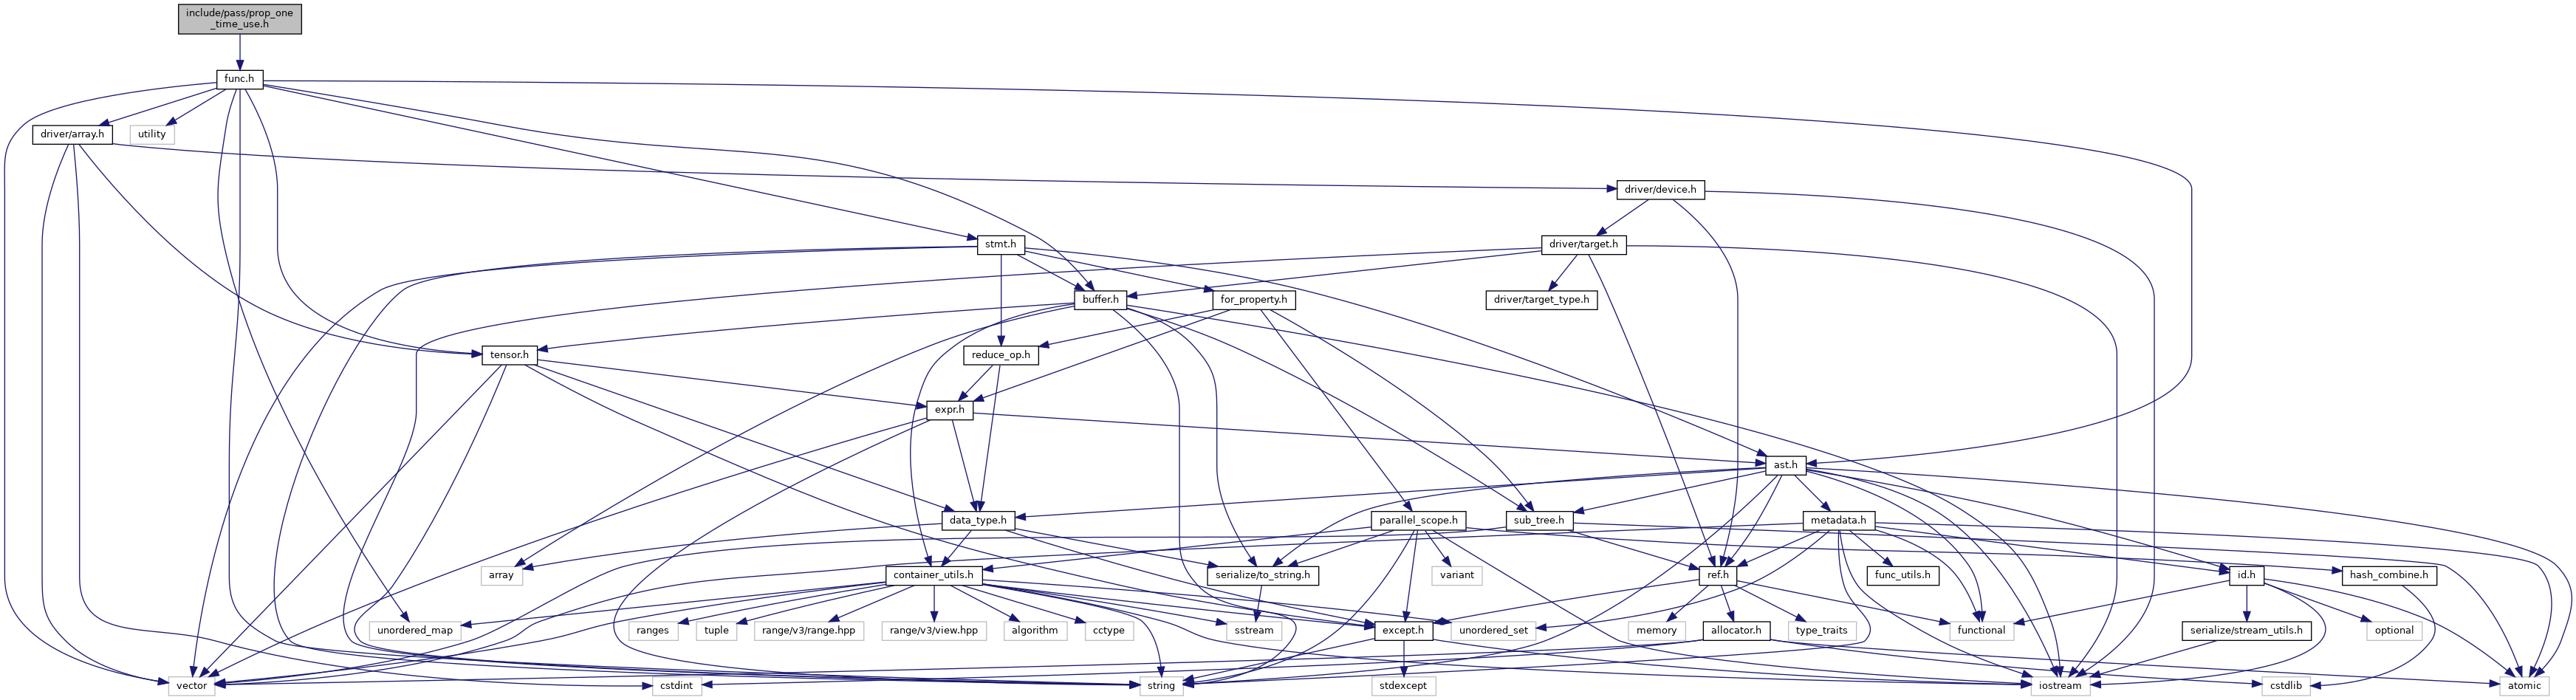 include/pass/prop_one
_time_use.h
func.h
driver/array.h
utility
driver/device.h
stmt.h
driver/target.h
buffer.h
for_property.h
driver/target_type.h
tensor.h
reduce_op.h
expr.h
ast.h
data_type.h
parallel_scope.h
sub_tree.h
metadata.h
array
container_utils.h
serialize/to_string.h
variant
ref.h
func_utils.h
id.h
hash_combine.h
unordered_map
ranges
tuple
range/v3/range.hpp
range/v3/view.hpp
algorithm
cctype
sstream
except.h
unordered_set
memory
allocator.h
type_traits
functional
serialize/stream_utils.h
optional
vector
cstdint
string
stdexcept
iostream
cstdlib
atomic